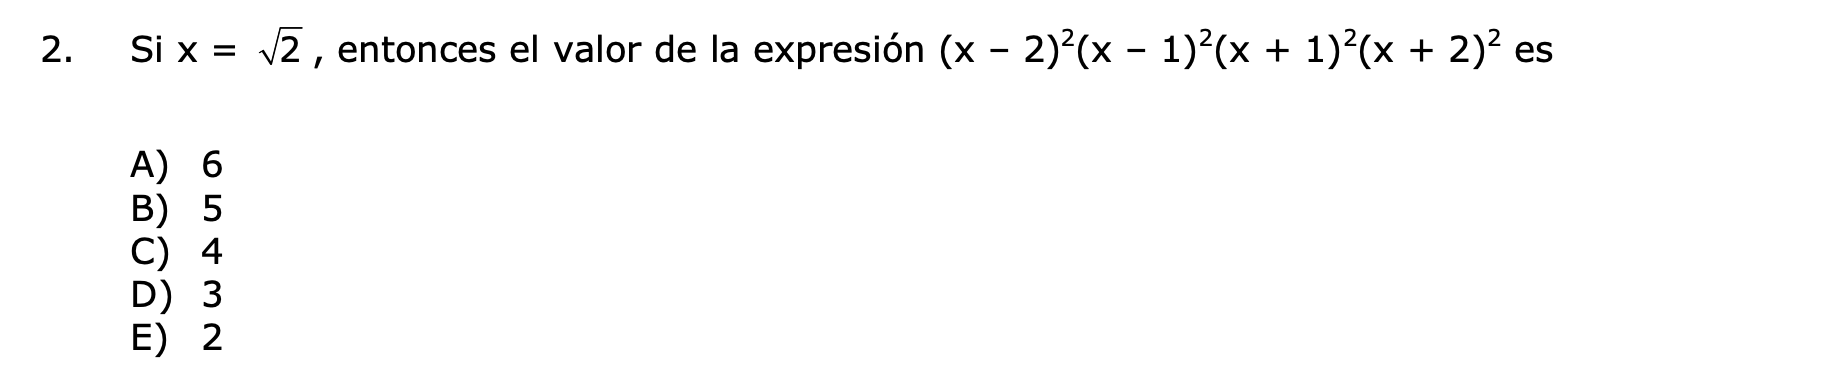 2. Si x = √2 , entonces el valor de la expresión (x – 2)²(x – 1)²(x + 1)²(x + 2)² es
A) 6
B) 5
C) 4
D) 3
E) 2